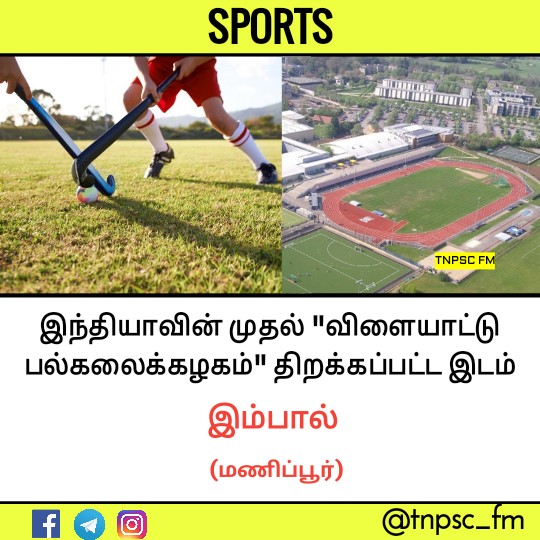 SPORTS
TNPSC FM
இந்தியாவின் முதல் "விளையாட்டு
பல்கலைக்கழகம்" திறக்கப்பட்ட இடம்
இம்பால்
(மணிப்பூர்)
@tnpsc_fm